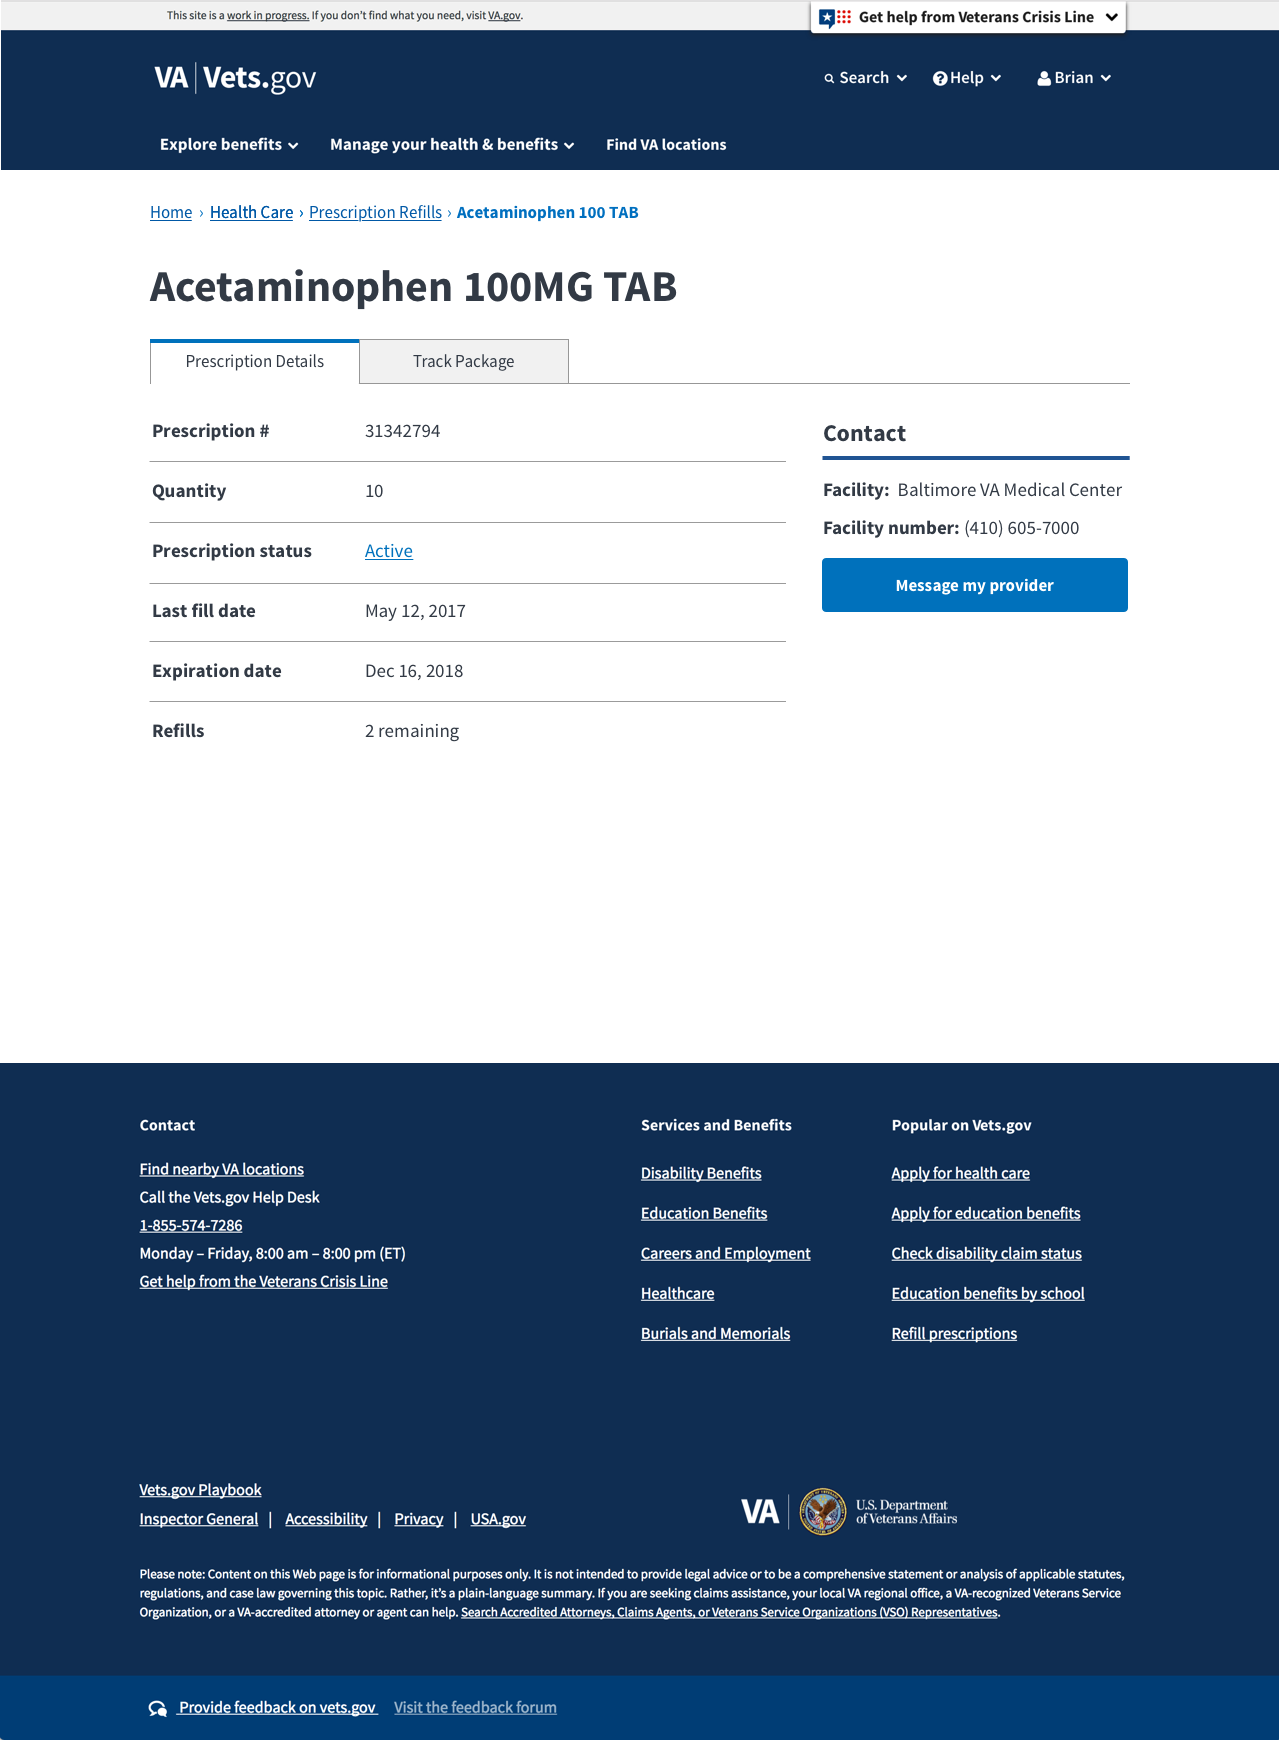 This site is a work in progress. If you don't find what you need, visit VA.gov.
Get help from Veterans Crisis Line
VA | Vets.gov
Search
Help
Brian
Explore benefits
Manage your health & benefits
Find VA locations
Home › Health Care › Prescription Refills › Acetaminophen 100 TAB
Acetaminophen 100MG TAB
Prescription Details
Track Package
Prescription # 31342794
Quantity 10
Prescription status Active
Last fill date May 12, 2017
Expiration date Dec 16, 2018
Refills 2 remaining
Contact
Facility: Baltimore VA Medical Center
Facility number: (410) 605-7000
Message my provider
Contact
Find nearby VA locations
Call the Vets.gov Help Desk
1-855-574-7286
Monday – Friday, 8:00 am – 8:00 pm (ET)
Get help from the Veterans Crisis Line
Services and Benefits
Disability Benefits
Education Benefits
Careers and Employment
Healthcare
Burials and Memorials
Popular on Vets.gov
Apply for health care
Apply for education benefits
Check disability claim status
Education benefits by school
Refill prescriptions
Vets.gov Playbook
Inspector General | Accessibility | Privacy | USA.gov
VA
U.S. Department
of Veterans Affairs
Please note: Content on this Web page is for informational purposes only. It is not intended to provide legal advice or to be a comprehensive statement or analysis of applicable statutes,
regulations, and case law governing this topic. Rather, it's a plain-language summary. If you are seeking claims assistance, your local VA regional office, a VA-recognized Veterans Service
Organization, or a VA-accredited attorney or agent can help. Search Accredited Attorneys, Claims Agents, or Veterans Service Organizations (VSO) Representatives.
Provide feedback on vets.gov
Visit the feedback forum